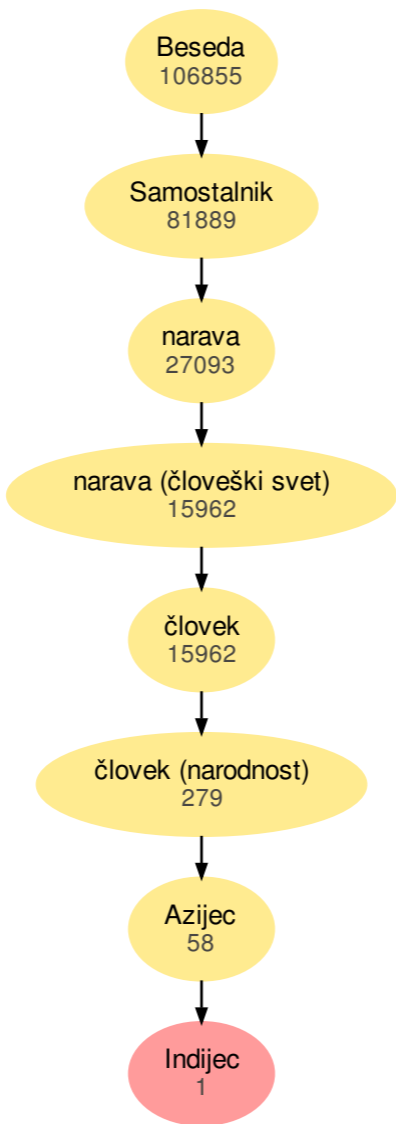 Beseda
106855
Samostalnik
81889
narava
27093
narava (človeški svet)
15962
človek
15962
človek (narodnost)
279
Azijec
58
Indijec
1